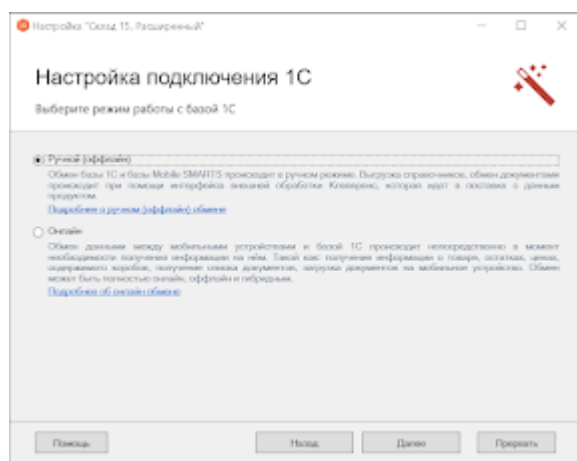 Настройка "Склад 15, Расширенный"
Настройка подключения 1С
Выберите режим работы с базой 1С
Ручной (оффлайн)
Обмен базы 1С и базы Mobile SMARTS происходит в ручном режиме. Выгрузка справочников, обмен документами
происходит при помощи интерфейса внешней обработки Клеверенс, которая идет в поставке с данным
продуктом.
Подробнее о ручном (оффлайн) обмене
Онлайн
Обмен данными между мобильными устройствами и базой 1С происходит непосредственно в момент
необходимости получения информации на нём. Такой как: получение информации о товаре, остатках, ценах,
содержимого коробов, получение списка документов, загрузка документов на мобильное устройство. Обмен
может быть полностью онлайн, оффлайн и гибридным.
Подробнее об онлайн обмене
Помощь
Назад
Далее
Прервать